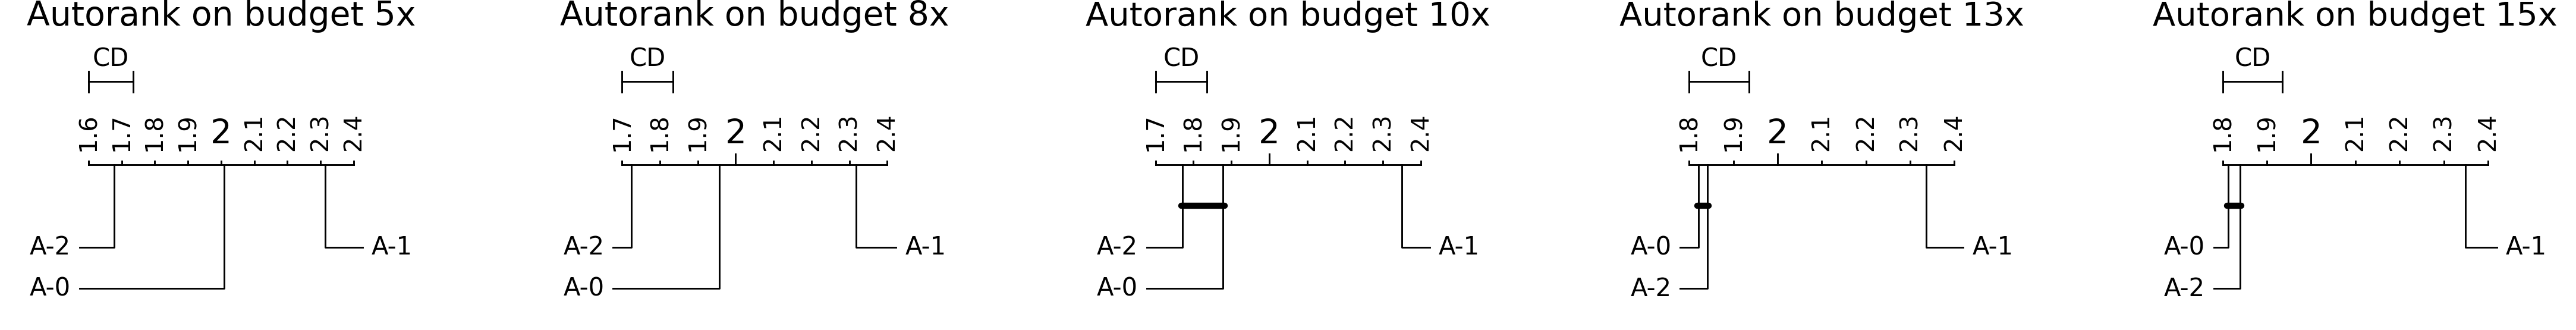 Autorank on budget 5x
CD
1.6 1.7 1.8 1.9 2 2.1 2.2 2.3 2.4
A-2
A-1
A-0
Autorank on budget 8x
CD
1.7 1.8 1.9 2 2.1 2.2 2.3 2.4
A-2
A-1
A-0
Autorank on budget 10x
CD
1.7 1.8 1.9 2 2.1 2.2 2.3 2.4
A-2
A-1
A-0
Autorank on budget 13x
CD
1.8 1.9 2 2.1 2.2 2.3 2.4
A-0
A-1
A-2
Autorank on budget 15x
CD
1.8 1.9 2 2.1 2.2 2.3 2.4
A-0
A-1
A-2